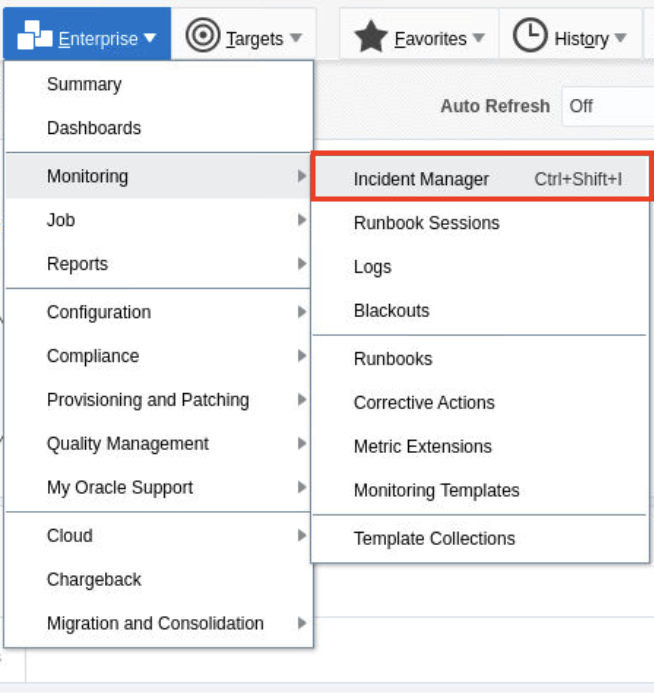 Enterprise Targets Favorites History
Auto Refresh Off
Summary
Dashboards
Monitoring
Job
Reports
Configuration
Compliance
Provisioning and Patching
Quality Management
My Oracle Support
Cloud
Chargeback
Migration and Consolidation
Incident Manager Ctrl+Shift+I
Runbook Sessions
Logs
Blackouts
Runbooks
Corrective Actions
Metric Extensions
Monitoring Templates
Template Collections